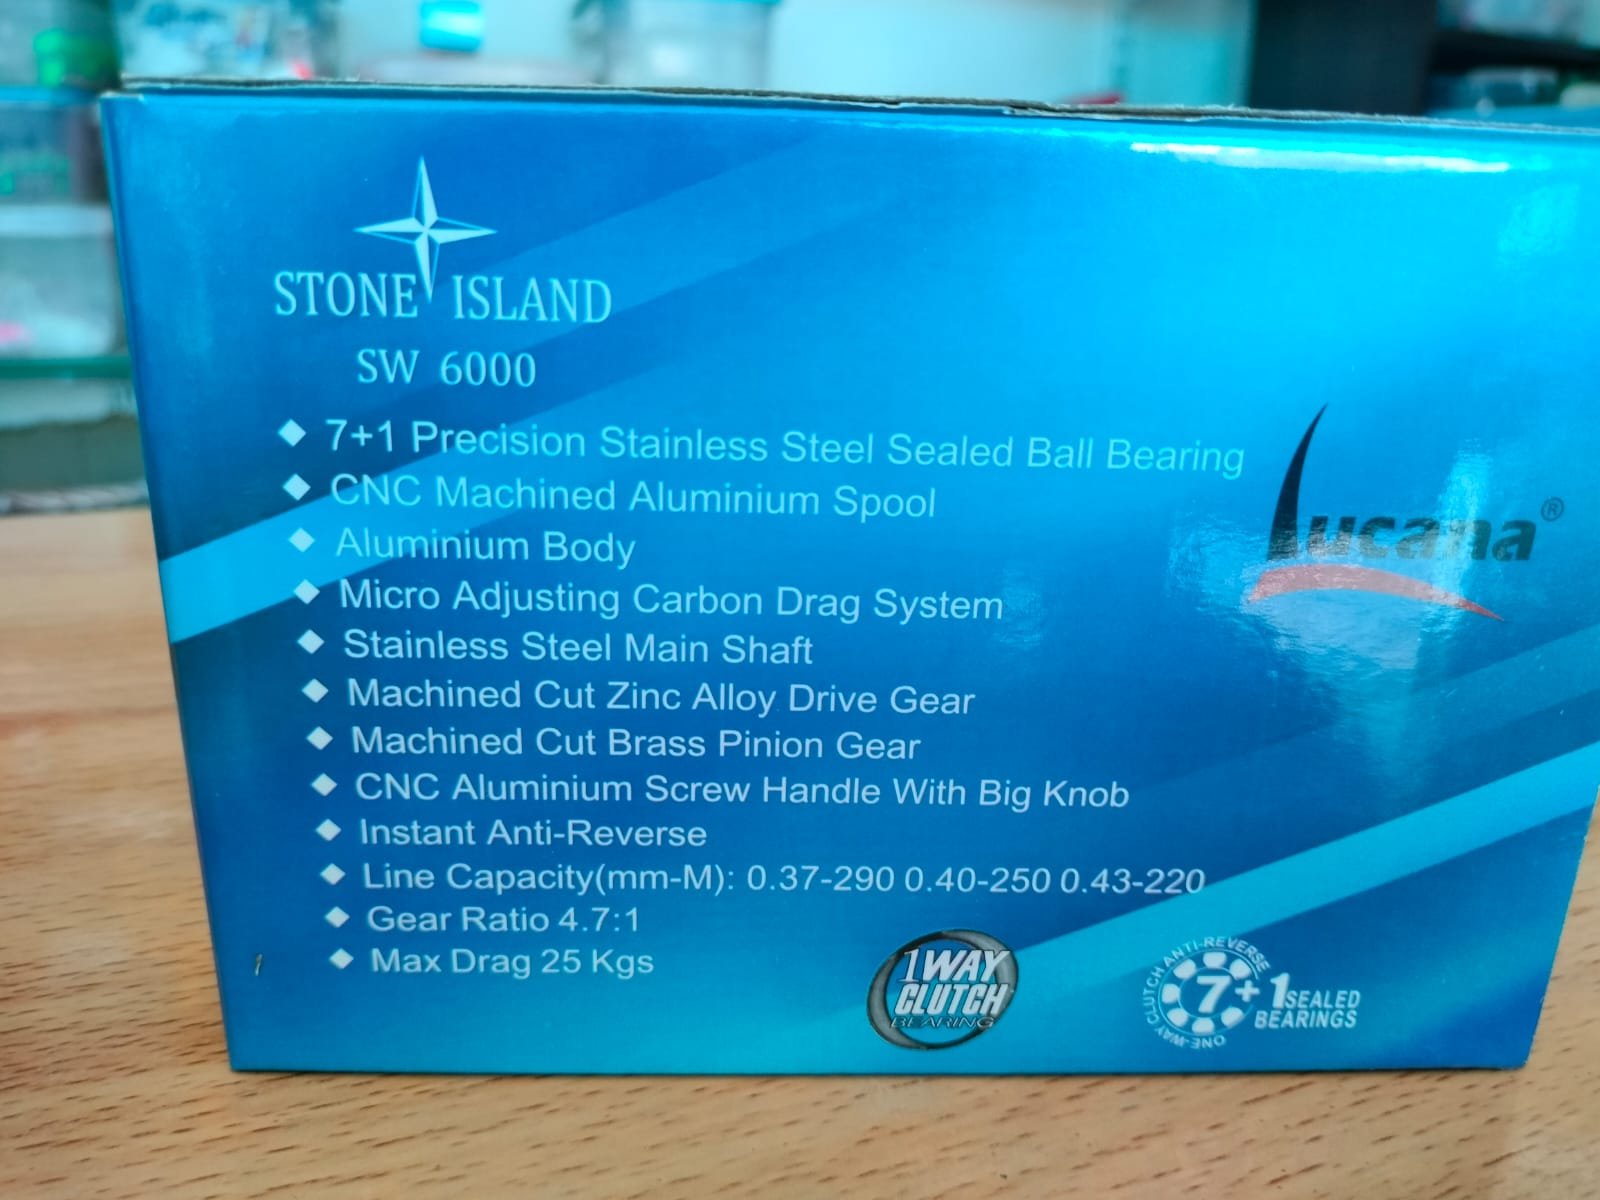 STONE ISLAND
SW 6000
7+1 Precision Stainless Steel Sealed Ball Bearing
CNC Machined Aluminium Spool
Aluminium Body
Micro Adjusting Carbon Drag System
Stainless Steel Main Shaft
Machined Cut Zinc Alloy Drive Gear
Machined Cut Brass Pinion Gear
CNC Aluminium Screw Handle With Big Knob
Instant Anti-Reverse
Line Capacity(mm-M): 0.37-290 0.40-250 0.43-220
Gear Ratio 4.7:1
Max Drag 25 Kgs
Lucana®
1WAY
CLUTCH
BEARING
ONE-WAY CLUTCH ANTI-REVERSE
7+1 SEALED
BEARINGS